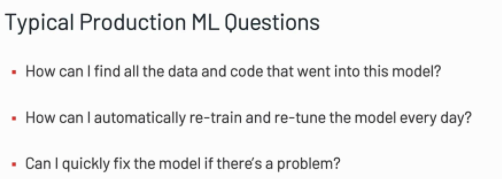 Typical Production ML Questions
How can I find all the data and code that went into this model?
How can I automatically re-train and re-tune the model every day?
Can I quickly fix the model if there's a problem?